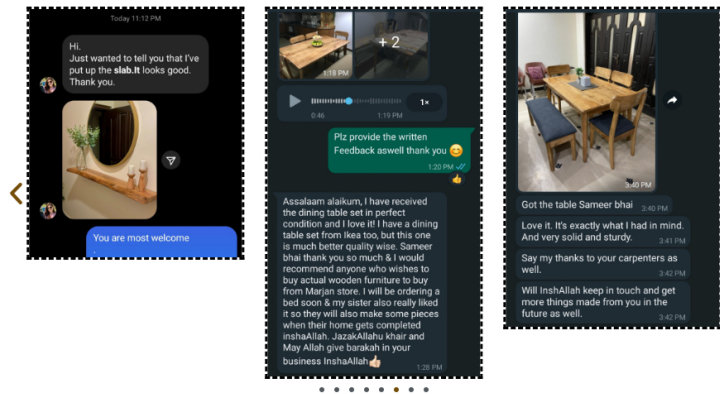 Today 11:12 PM
Hi.
Just wanted to tell you that I've
put up the slab.It looks good.
Thank you.
You are most welcome
+ 2
1:18 PM
1×
0:46
1:19 PM
Plz provide the written
Feedback aswell thank you 😊
1:20 PM
👍
Assalaam alaikum, I have received
the dining table set in perfect
condition and I love it! I have a dining
table set from Ikea too, but this one
is much better quality wise. Sameer
bhai thank you so much & I would
recommend anyone who wishes to
buy actual wooden furniture to buy
from Marjan store. I will be ordering a
bed soon & my sister also really liked
it so they will also make some pieces
when their home gets completed
inshaAllah. JazakAllahu khair and
May Allah give barakah in your
business InshaAllah👍🏻
1:28 PM
3:40 PM
Got the table Sameer bhai
3:40 PM
Love it. It's exactly what I had in mind.
And very solid and sturdy.
3:41 PM
Say my thanks to your carpenters as
well.
3:42 PM
Will InshAllah keep in touch and get
more things made from you in the
future as well.
3:42 PM